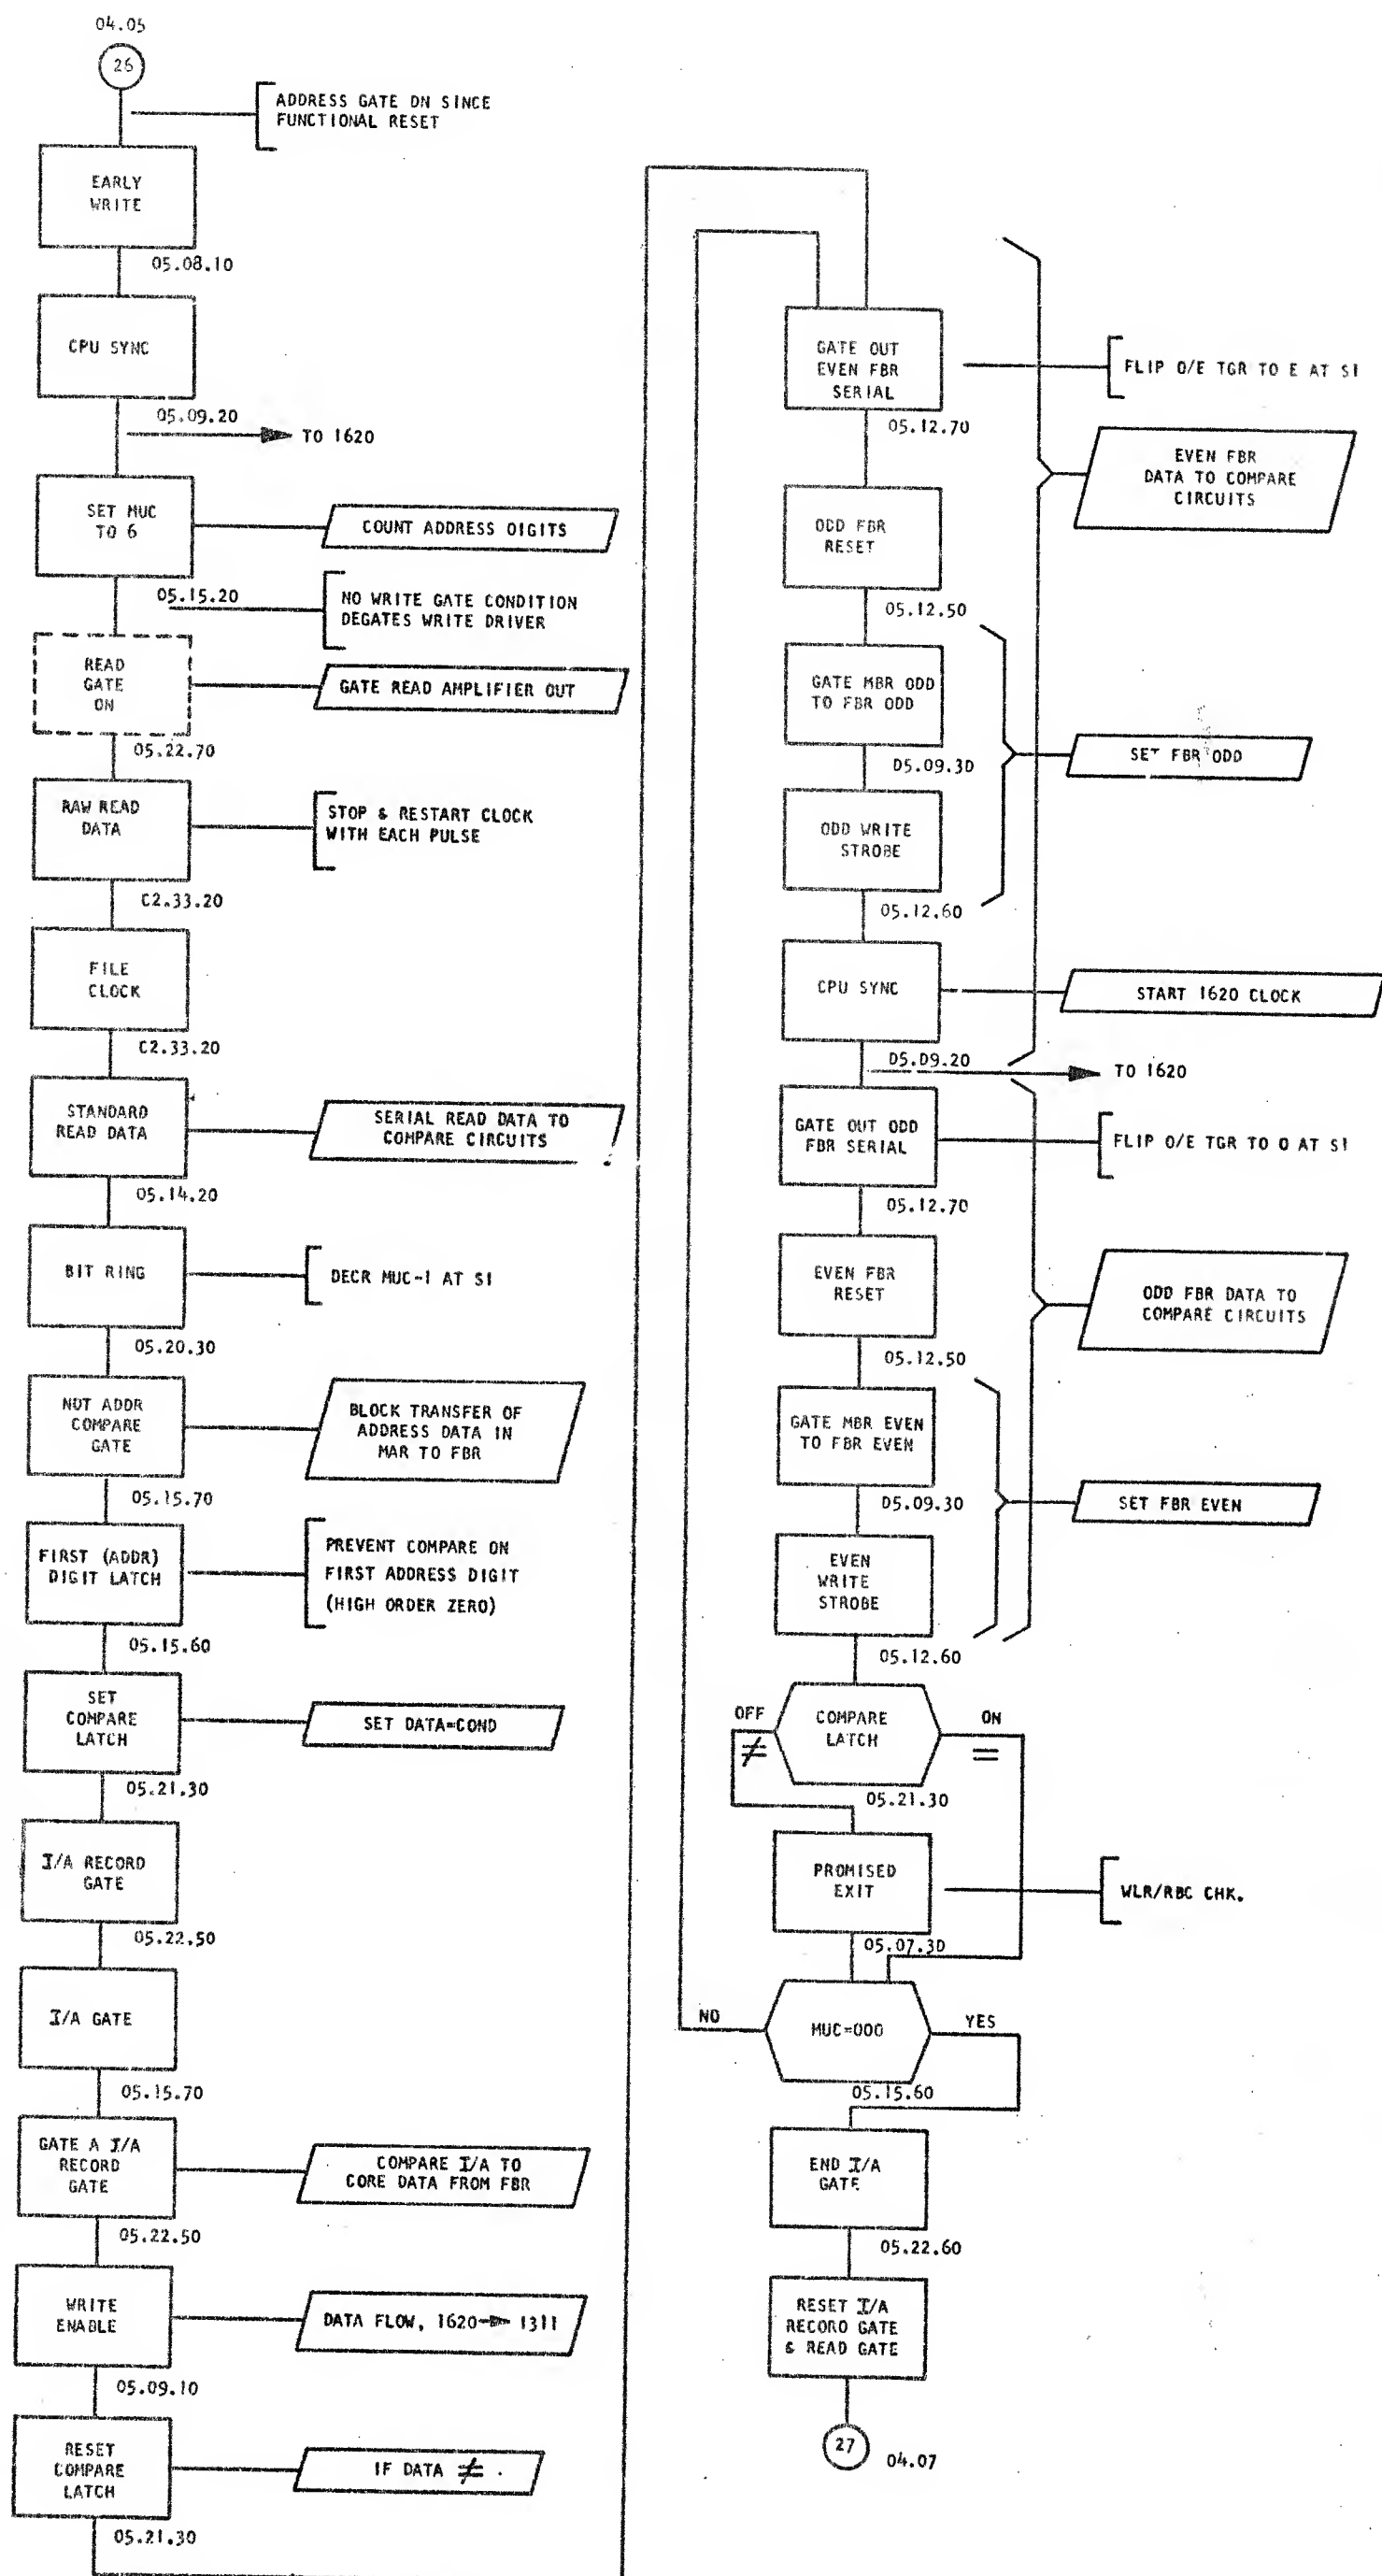 04.05
26
ADDRESS GATE ON SINCE
FUNCTIONAL RESET
EARLY
WRITE
05.08.10
CPU SYNC
05.09.20
TO 1620
SET MUC
TO 6
COUNT ADDRESS DIGITS
05.15.20
NO WRITE GATE CONDITION
DEGATES WRITE DRIVER
READ
GATE
ON
GATE READ AMPLIFIER OUT
05.22.70
RAW READ
DATA
STOP & RESTART CLOCK
WITH EACH PULSE
C2.33.20
FILE
CLOCK
C2.33.20
STANDARD
READ DATA
SERIAL READ DATA TO
COMPARE CIRCUITS
05.14.20
BIT RING
DECR MUC-1 AT S1
05.20.30
NOT ADDR
COMPARE
GATE
BLOCK TRANSFER OF
ADDRESS DATA IN
MAR TO FBR
05.15.70
FIRST (ADDR)
DIGIT LATCH
PREVENT COMPARE ON
FIRST ADDRESS DIGIT
(HIGH ORDER ZERO)
05.15.60
SET
COMPARE
LATCH
SET DATA=COND
05.21.30
I/A RECORD
GATE
05.22.50
I/A GATE
05.15.70
GATE A I/A
RECORD
GATE
COMPARE I/A TO
CORE DATA FROM FBR
05.22.50
WRITE
ENABLE
DATA FLOW, 1620→ 1311
05.09.10
RESET
COMPARE
LATCH
IF DATA ≠ .
05.21.30
GATE OUT
EVEN FBR
SERIAL
FLIP O/E TGR TO E AT S1
05.12.70
EVEN FBR
DATA TO COMPARE
CIRCUITS
ODD FBR
RESET
05.12.50
GATE MBR ODD
TO FBR ODD
05.09.30
SET FBR ODD
ODD WRITE
STROBE
05.12.60
CPU SYNC
START 1620 CLOCK
05.09.20
TO 1620
GATE OUT ODD
FBR SERIAL
FLIP O/E TGR TO O AT S1
05.12.70
EVEN FBR
RESET
ODD FBR DATA TO
COMPARE CIRCUITS
05.12.50
GATE MBR EVEN
TO FBR EVEN
05.09.30
SET FBR EVEN
EVEN
WRITE
STROBE
05.12.60
OFF
≠
COMPARE
LATCH
ON
=
05.21.30
PROMISED
EXIT
WLR/RBC CHK.
05.07.30
NO
MUC=000
YES
05.15.60
END I/A
GATE
05.22.60
RESET I/A
RECORD GATE
& READ GATE
27
04.07